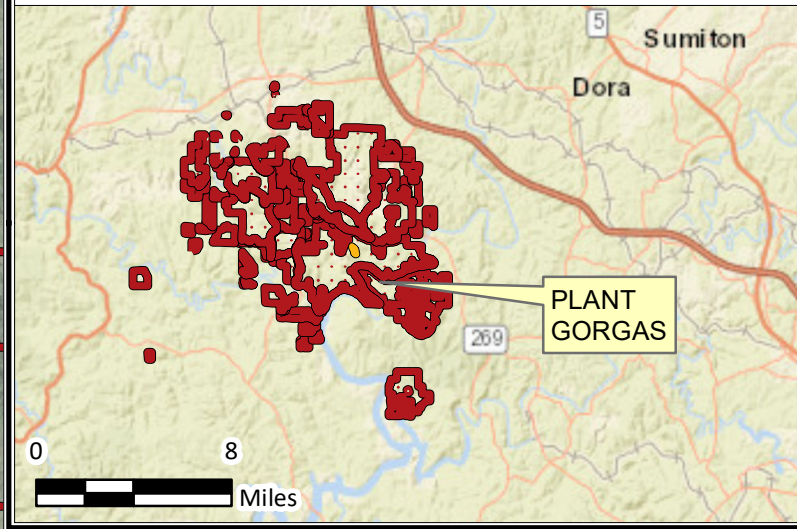 5
Sumiton
Dora
PLANT
GORGAS
269
0 8
Miles